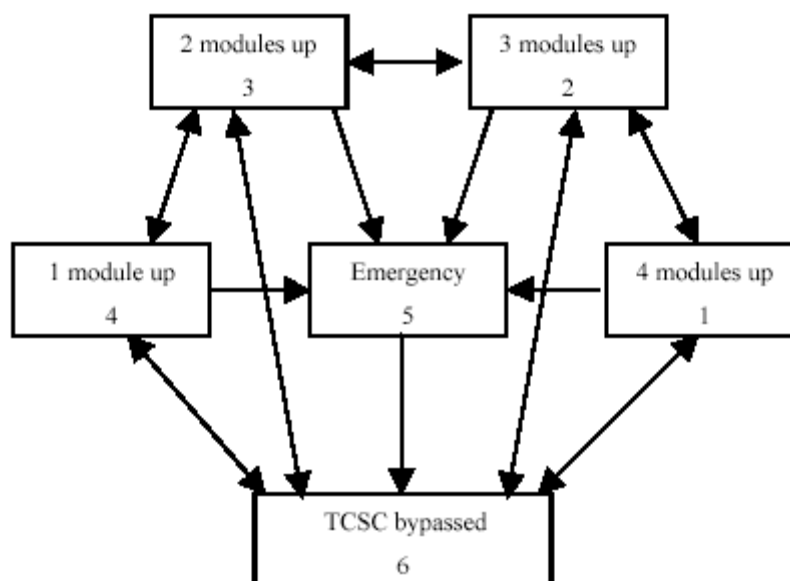 2 modules up
3
3 modules up
2
1 module up
4
Emergency
5
4 modules up
1
TCSC bypassed
6